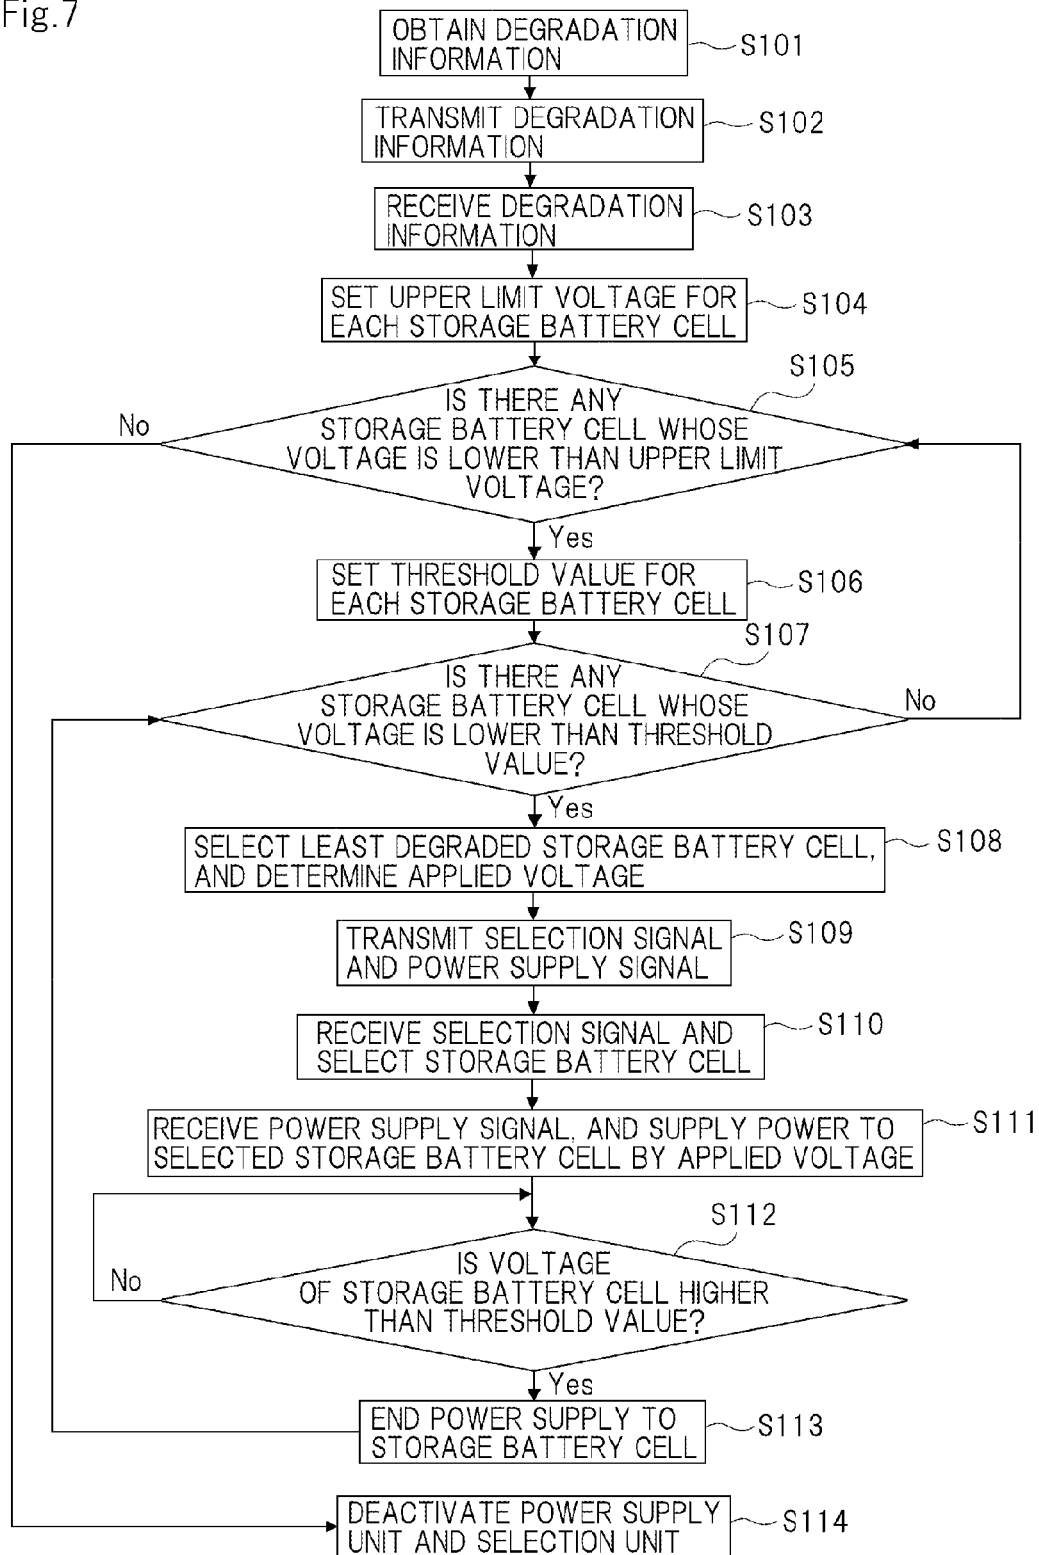 Fig.7
OBTAIN DEGRADATION
INFORMATION
S101
TRANSMIT DEGRADATION
INFORMATION
S102
RECEIVE DEGRADATION
INFORMATION
S103
SET UPPER LIMIT VOLTAGE FOR
EACH STORAGE BATTERY CELL
S104
S105
IS THERE ANY
STORAGE BATTERY CELL WHOSE
VOLTAGE IS LOWER THAN UPPER LIMIT
VOLTAGE?
No
Yes
SET THRESHOLD VALUE FOR
EACH STORAGE BATTERY CELL
S106
S107
IS THERE ANY
STORAGE BATTERY CELL WHOSE
VOLTAGE IS LOWER THAN THRESHOLD
VALUE?
No
Yes
SELECT LEAST DEGRADED STORAGE BATTERY CELL,
AND DETERMINE APPLIED VOLTAGE
S108
TRANSMIT SELECTION SIGNAL
AND POWER SUPPLY SIGNAL
S109
RECEIVE SELECTION SIGNAL AND
SELECT STORAGE BATTERY CELL
S110
RECEIVE POWER SUPPLY SIGNAL, AND SUPPLY POWER TO
SELECTED STORAGE BATTERY CELL BY APPLIED VOLTAGE
S111
S112
IS VOLTAGE
OF STORAGE BATTERY CELL HIGHER
THAN THRESHOLD VALUE?
No
Yes
END POWER SUPPLY TO
STORAGE BATTERY CELL
S113
DEACTIVATE POWER SUPPLY
UNIT AND SELECTION UNIT
S114